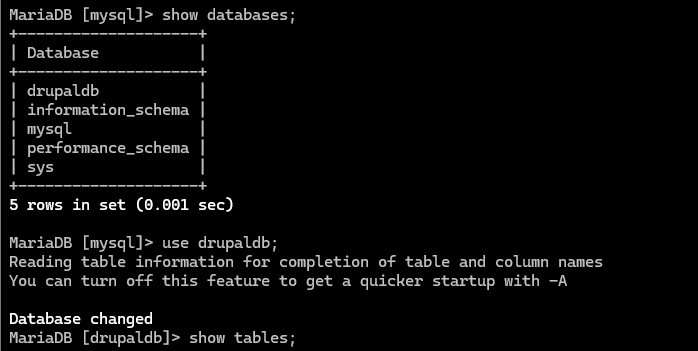 MariaDB [mysql]> show databases;
+--------------------+
| Database           |
+--------------------+
| drupaldb           |
| information_schema |
| mysql              |
| performance_schema |
| sys                |
+--------------------+
5 rows in set (0.001 sec)
MariaDB [mysql]> use drupaldb;
Reading table information for completion of table and column names
You can turn off this feature to get a quicker startup with -A
Database changed
MariaDB [drupaldb]> show tables;